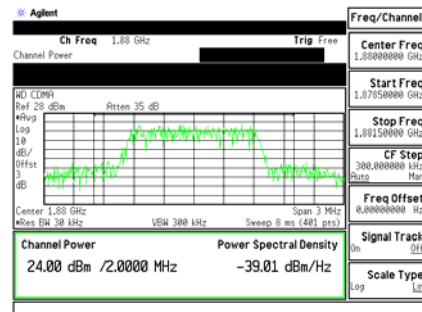 Agilent
Freq/Channel
Ch Freq 1.88 GHz Trig Free
Channel Power
Center Freq
1.88000000 GHz
Start Freq
1.87850000 GHz
Stop Freq
1.88150000 GHz
CF Step
300.000000 kHz
Auto Man
Freq Offset
0.00000000 Hz
Signal Track
On Off
Scale Type
Log Lin
WD CDMA
Ref 28 dBm Atten 35 dB
#Avg
Log
10
dB/
Offst
3
dB
Center 1.88 GHz Span 3 MHz
#Res BW 30 kHz VBW 300 kHz Sweep 8 ms (401 pts)
Channel Power Power Spectral Density
24.00 dBm /2.0000 MHz -39.01 dBm/Hz